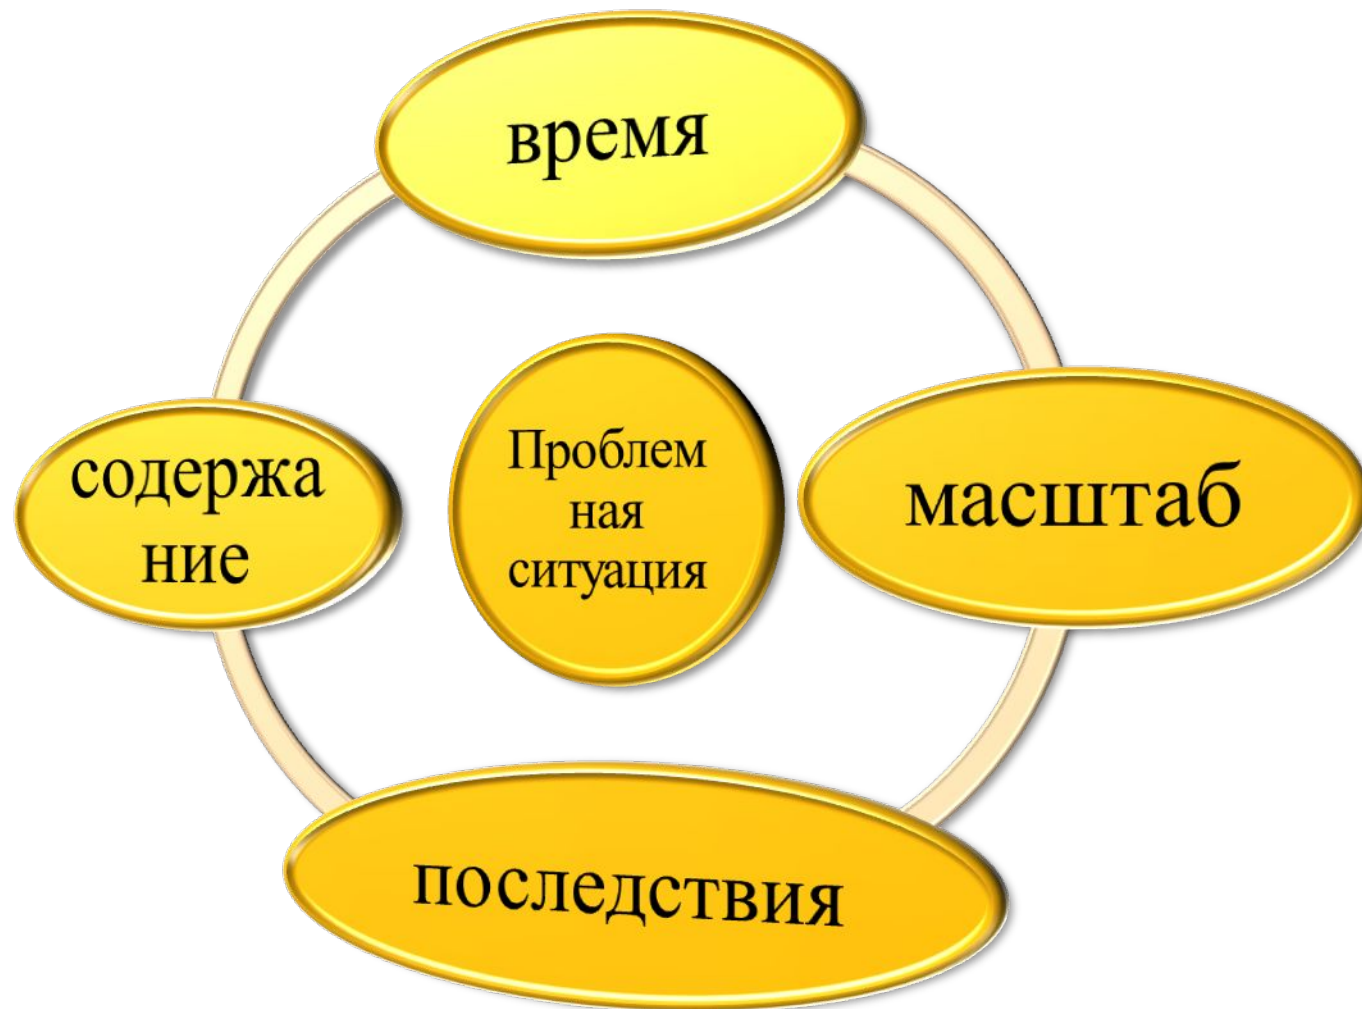 время
содержа
ние
Проблем
ная
ситуация
масштаб
последствия